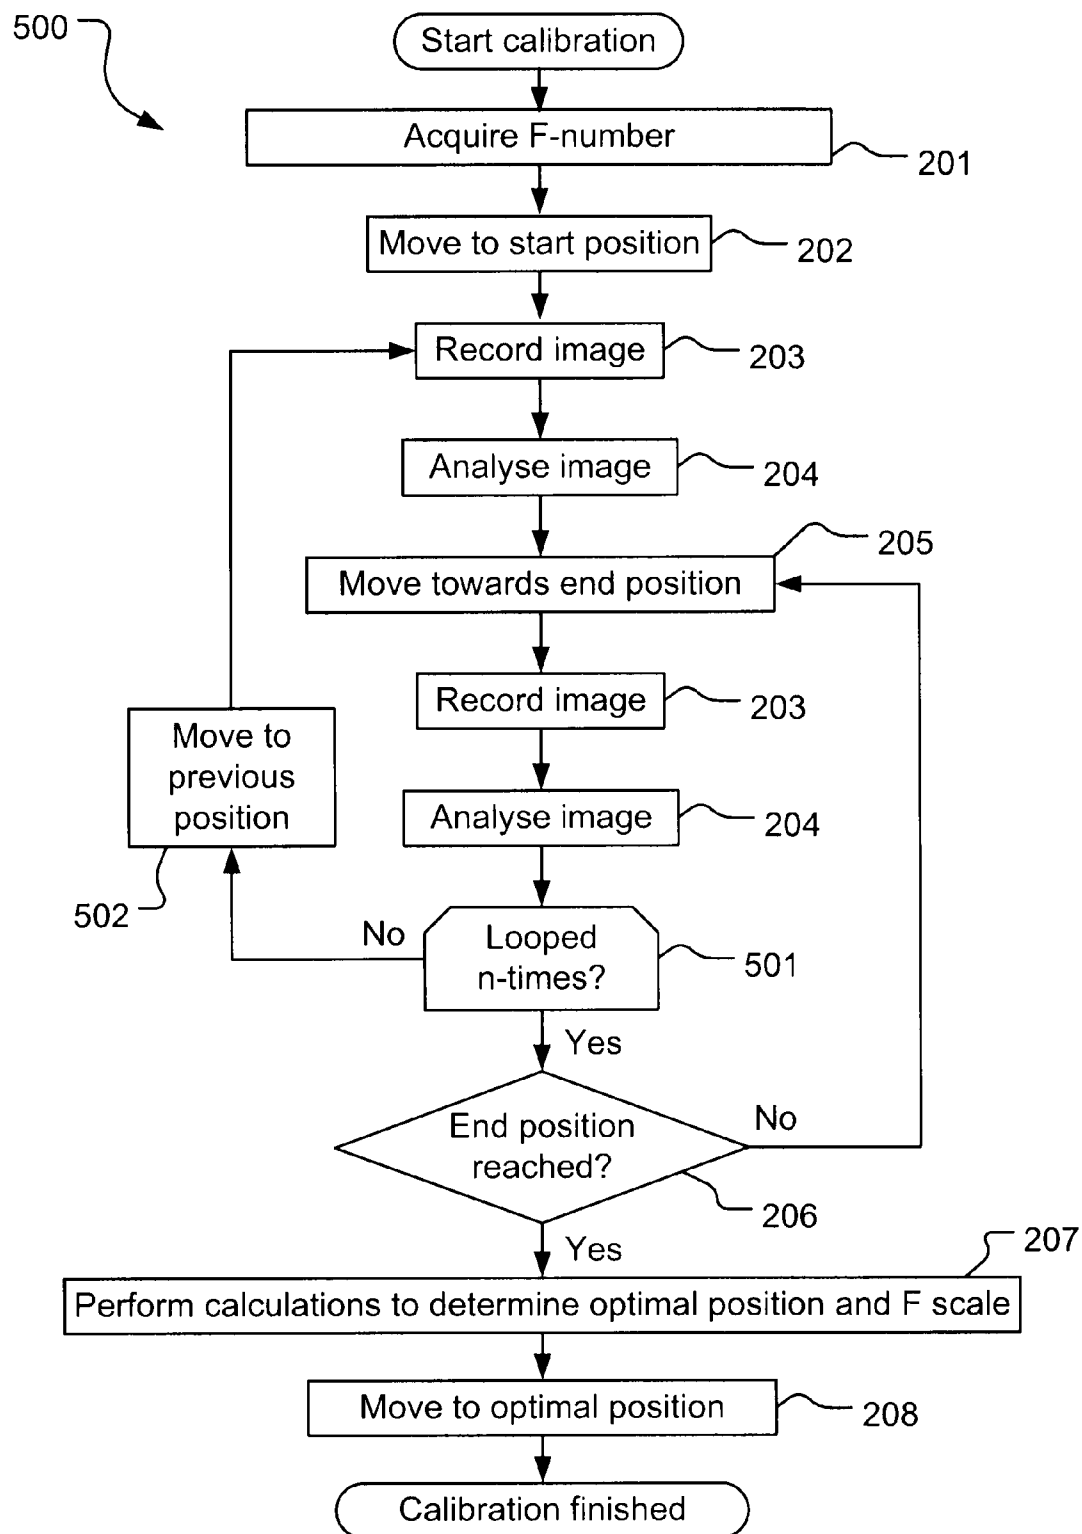 500
Start calibration
Acquire F-number
201
Move to start position
202
Record image
203
Analyse image
204
205
Move towards end position
Record image
203
Move to
previous
position
Analyse image
204
502
No
Looped
n-times?
501
Yes
End position
reached?
No
206
Yes
207
Perform calculations to determine optimal position and F scale
Move to optimal position
208
Calibration finished